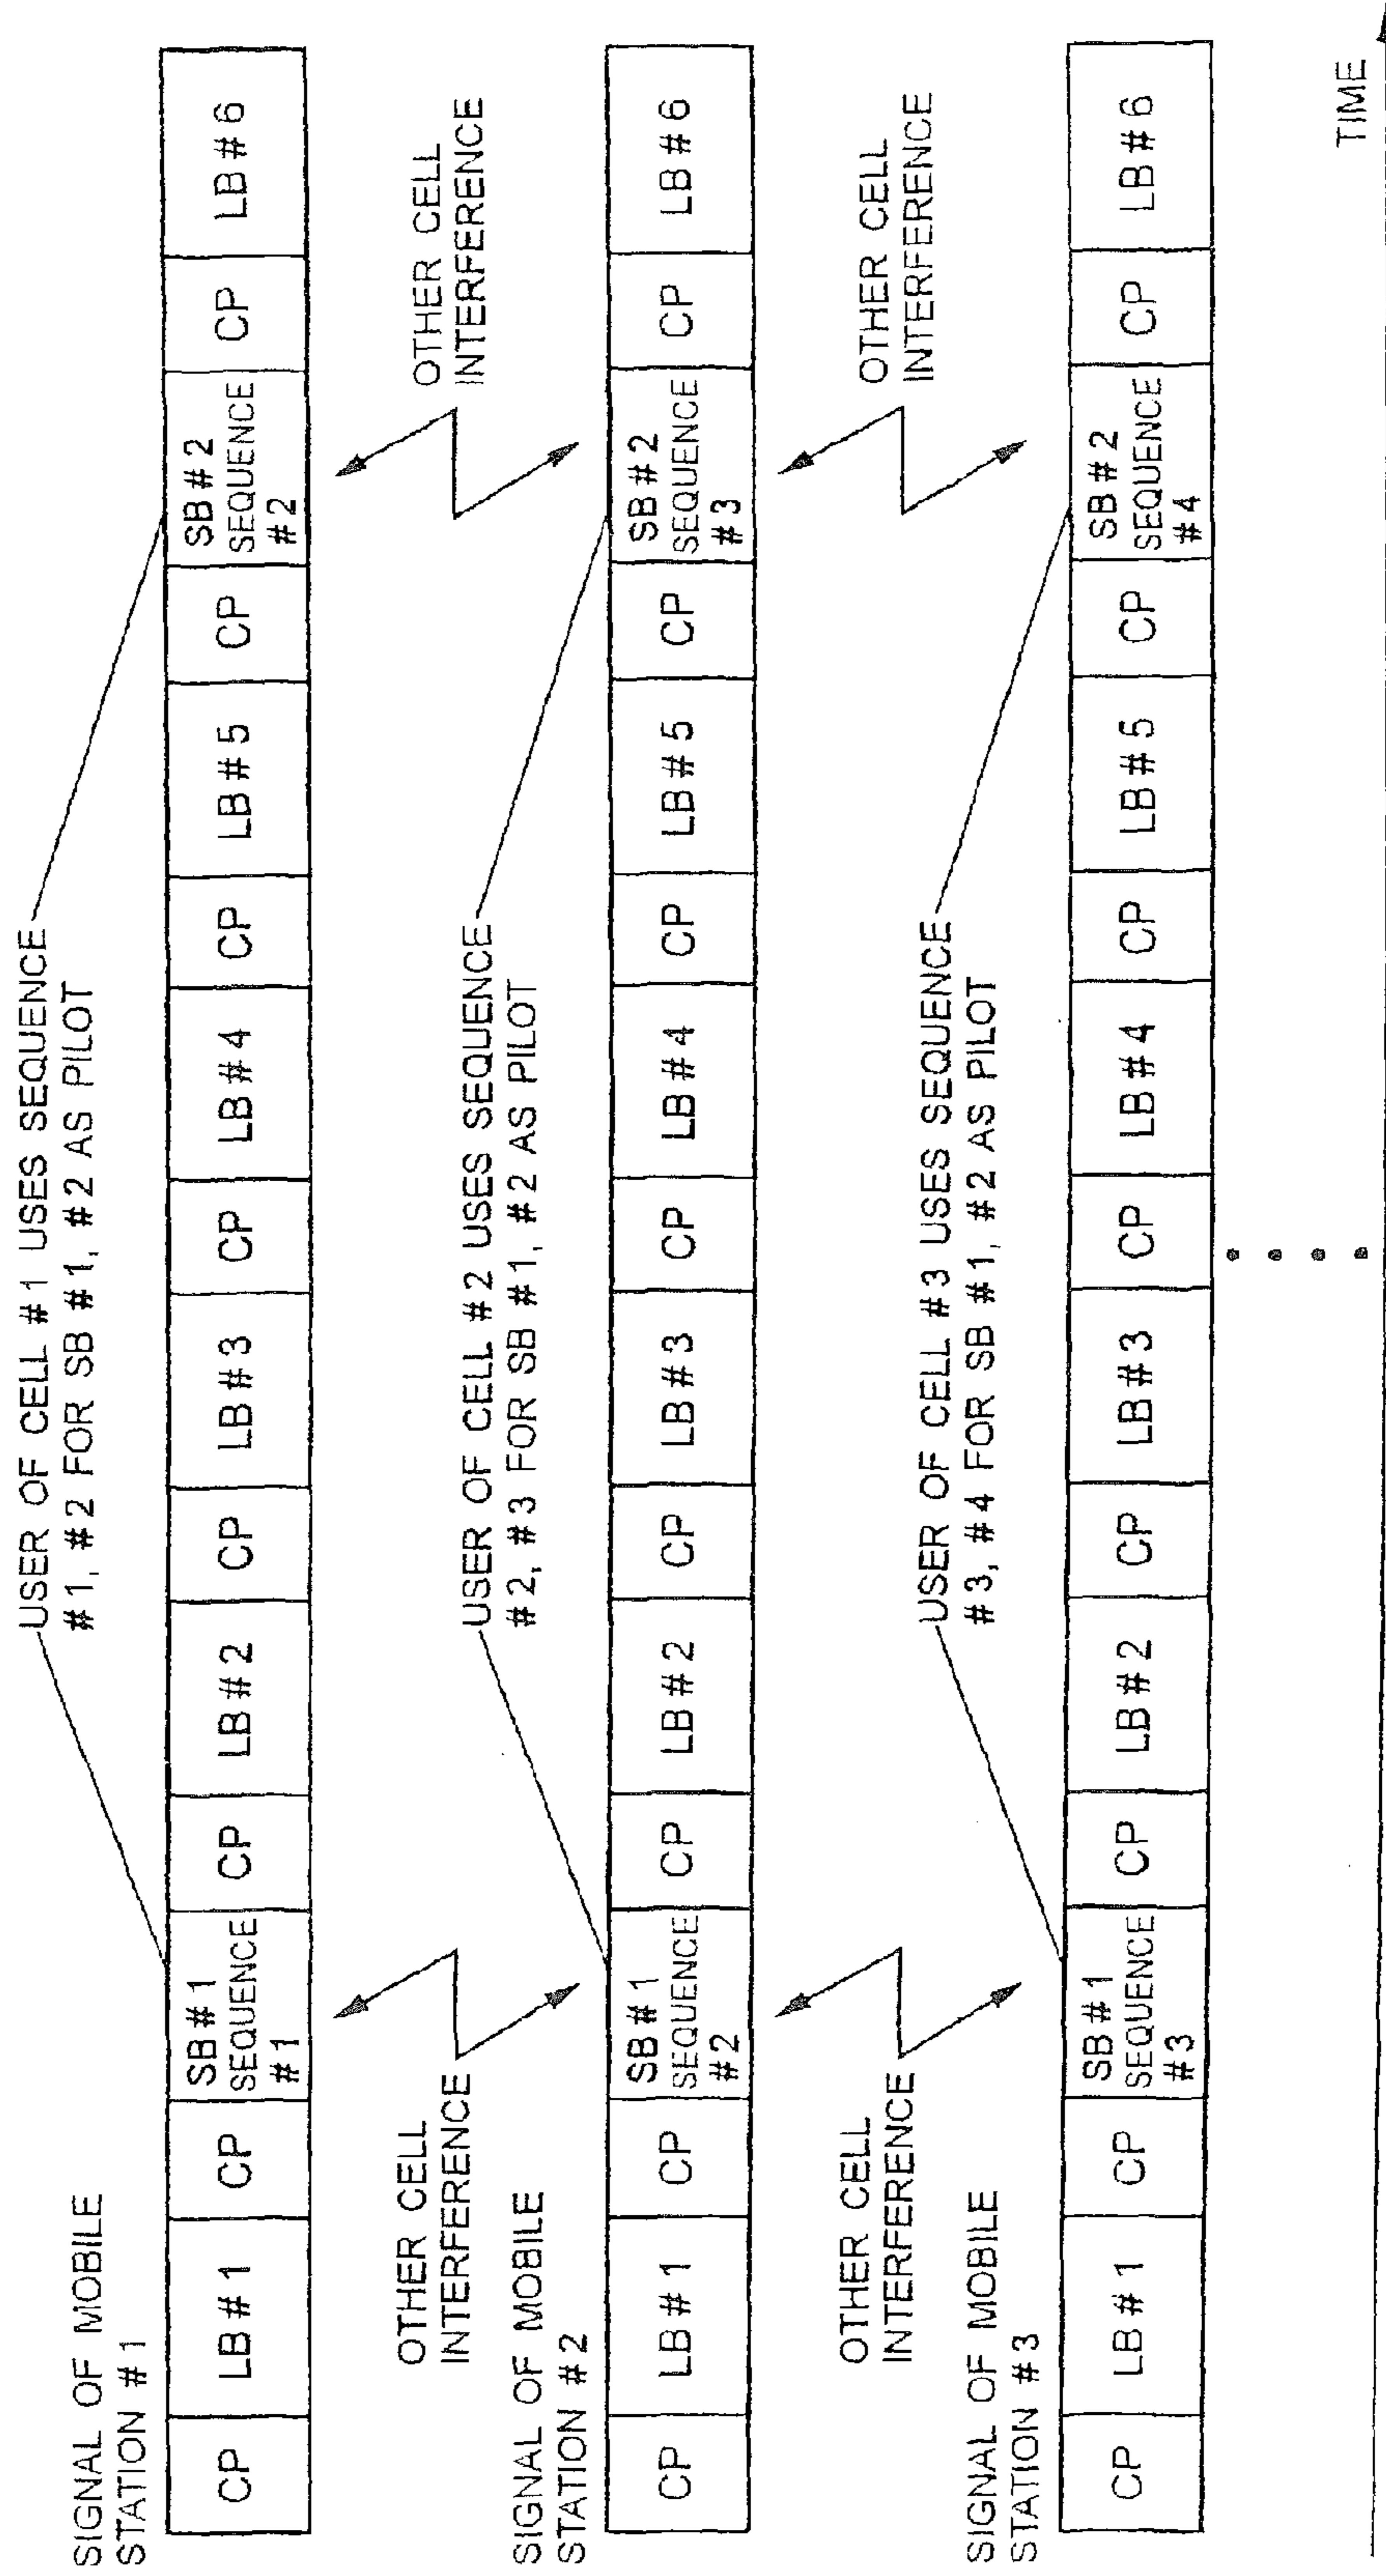 SIGNAL OF MOBILE
STATION #1
USER OF CELL #1 USES SEQUENCE
#1, #2 FOR SB #1, #2 AS PILOT
CP
LB#1
CP
SB#1
SEQUENCE
#1
CP
LB#2
CP
LB#3
CP
LB#4
CP
LB#5
CP
SB#2
SEQUENCE
#2
CP
LB#6
OTHER CELL
INTERFERENCE
OTHER CELL
INTERFERENCE
SIGNAL OF MOBILE
STATION #2
USER OF CELL #2 USES SEQUENCE
#2, #3 FOR SB #1, #2 AS PILOT
CP
LB#1
CP
SB#1
SEQUENCE
#2
CP
LB#2
CP
LB#3
CP
LB#4
CP
LB#5
CP
SB#2
SEQUENCE
#3
CP
LB#6
OTHER CELL
INTERFERENCE
OTHER CELL
INTERFERENCE
SIGNAL OF MOBILE
STATION #3
USER OF CELL #3 USES SEQUENCE
#3, #4 FOR SB #1, #2 AS PILOT
CP
LB#1
CP
SB#1
SEQUENCE
#3
CP
LB#2
CP
LB#3
CP
LB#4
CP
LB#5
CP
SB#2
SEQUENCE
#4
CP
LB#6
TIME